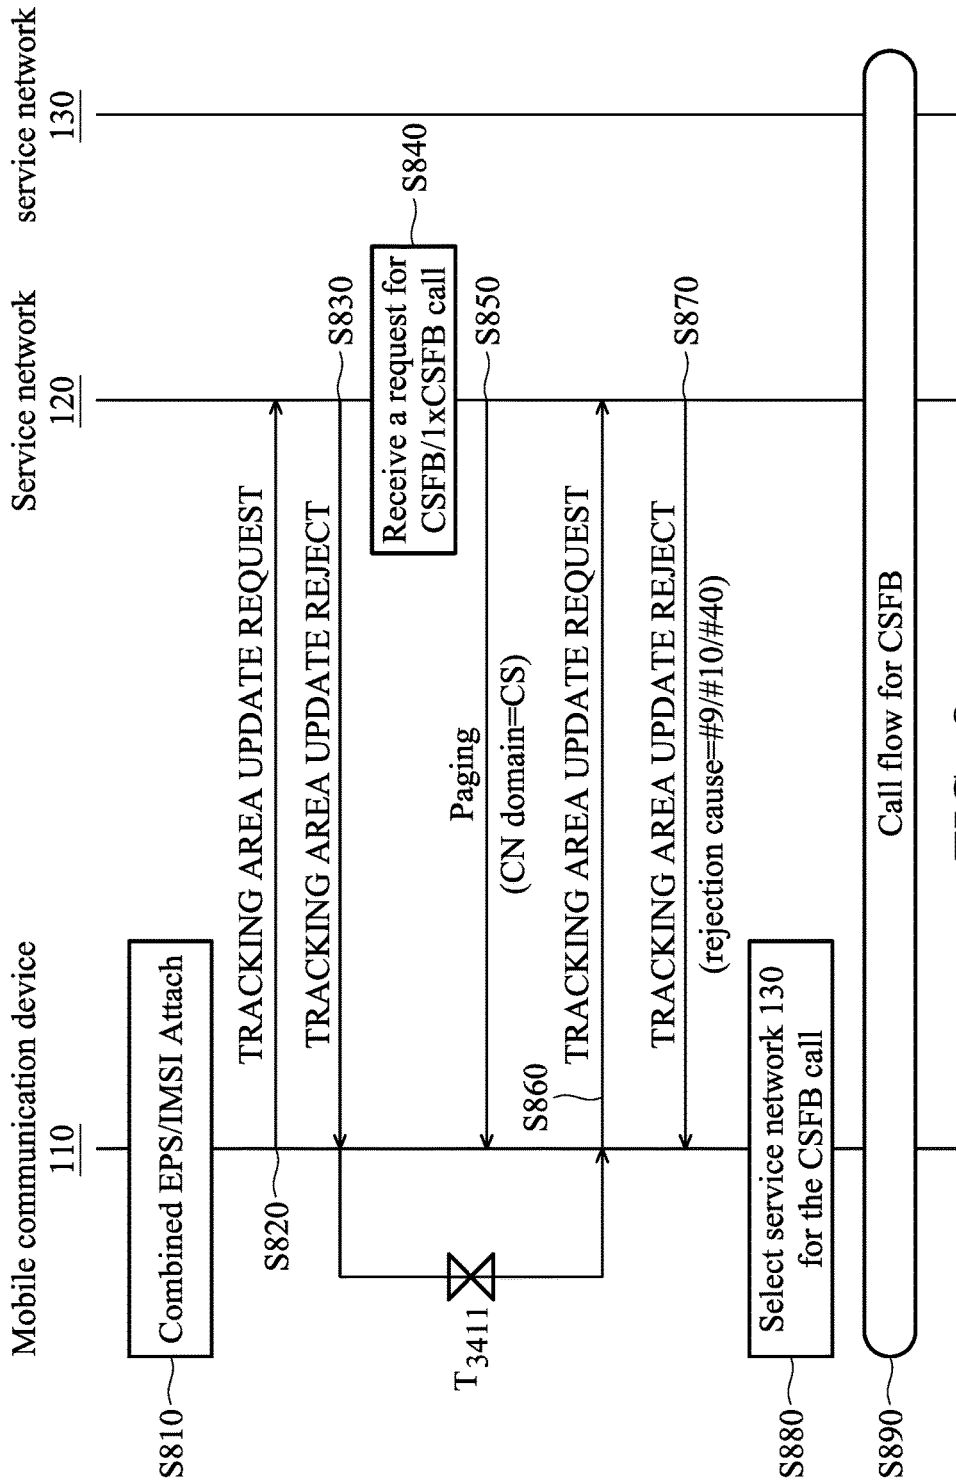 Mobile communication device
110
Service network
120
service network
130
S810
Combined EPS/IMSI Attach
S820
TRACKING AREA UPDATE REQUEST
TRACKING AREA UPDATE REJECT
S830
Receive a request for
CSFB/1xCSFB call
S840
T3411
Paging
(CN domain=CS)
S850
S860
TRACKING AREA UPDATE REQUEST
TRACKING AREA UPDATE REJECT
(rejection cause=#9/#10/#40)
S870
S880
Select service network 130
for the CSFB call
S890
Call flow for CSFB